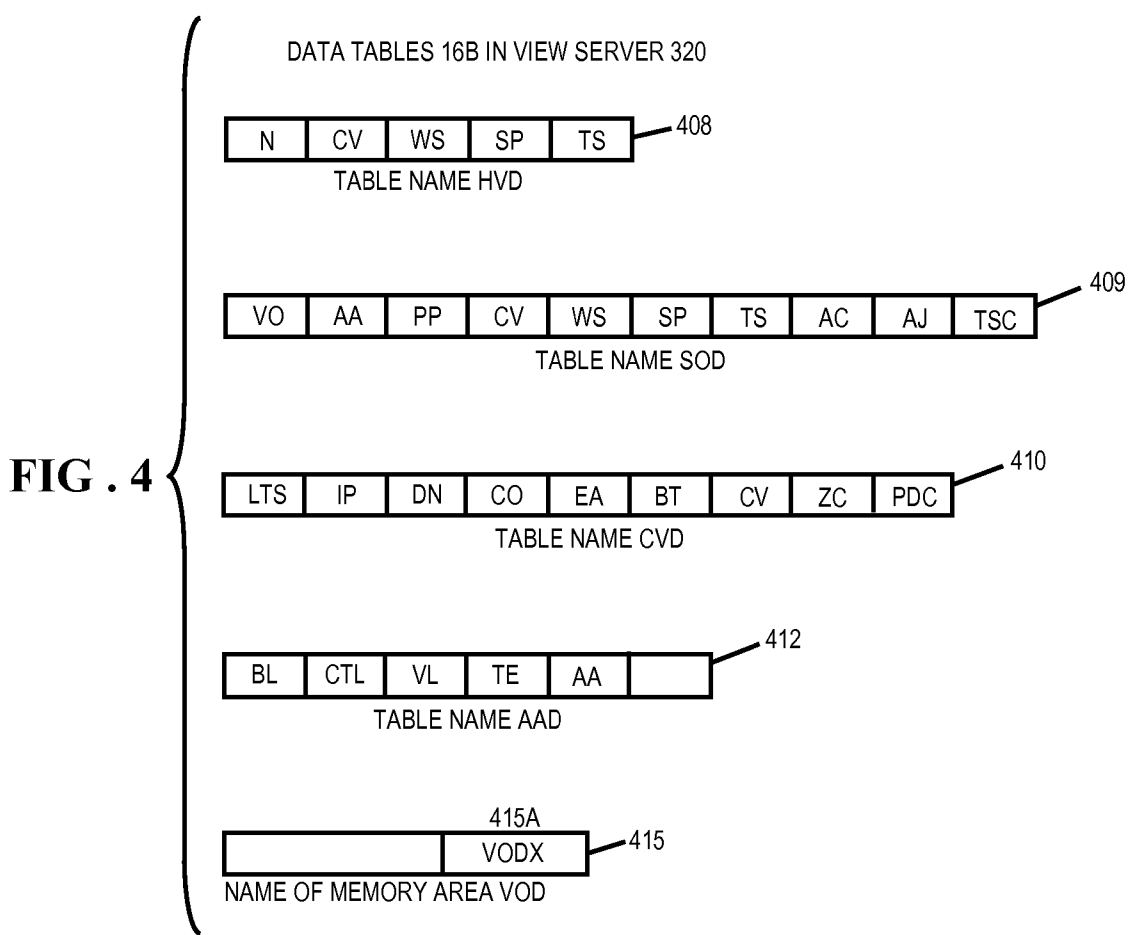 DATA TABLES 16B IN VIEW SERVER 320
N CV WS SP TS 408
TABLE NAME HVD
VO AA PP CV WS SP TS AC AJ TSC 409
TABLE NAME SOD
FIG . 4
LTS IP DN CO EA BT CV ZC PDC 410
TABLE NAME CVD
BL CTL VL TE AA 412
TABLE NAME AAD
415A
VODX 415
NAME OF MEMORY AREA VOD